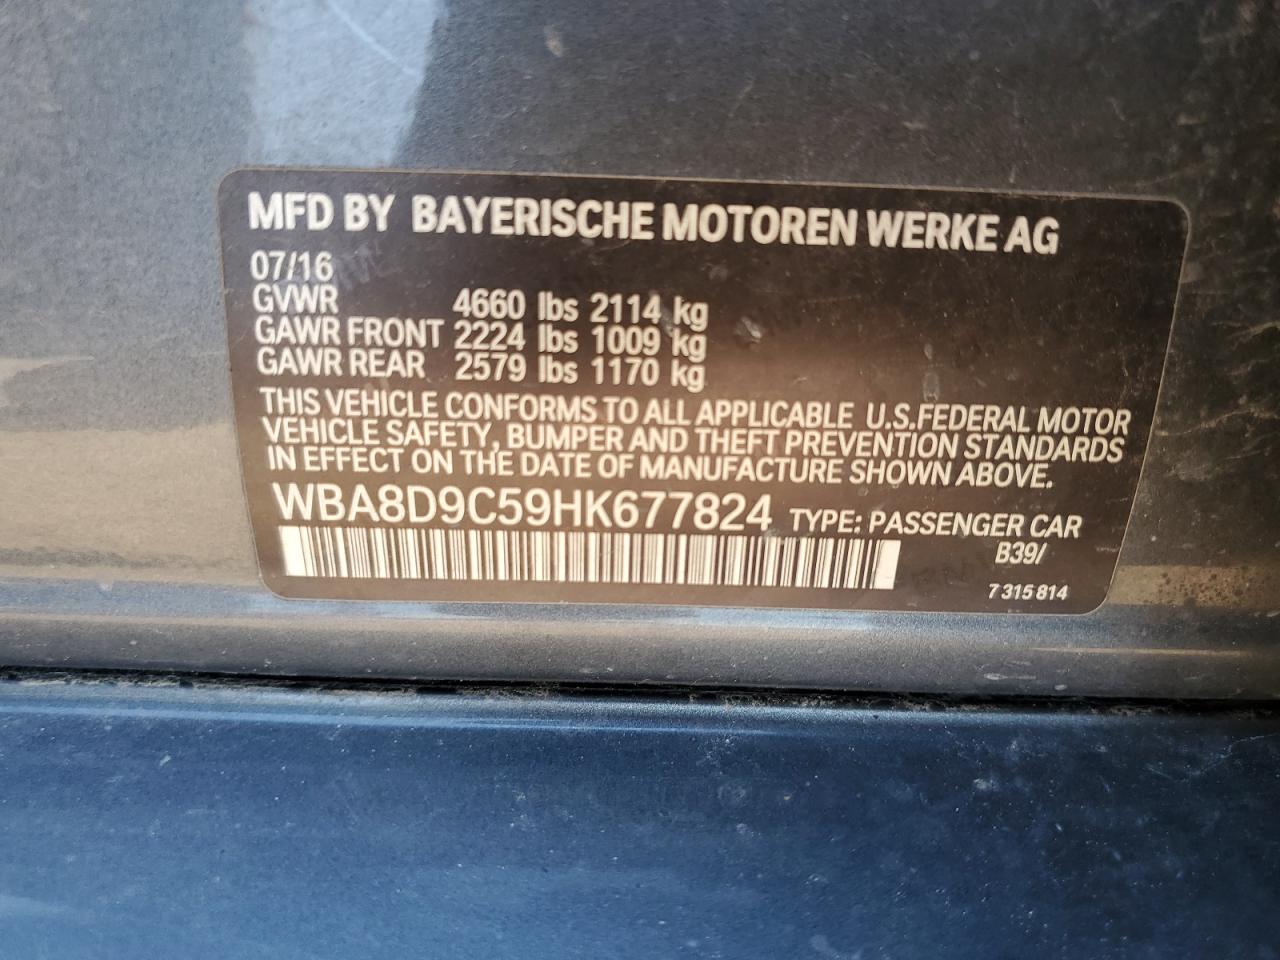 MFD BY BAYERISCHE MOTOREN WERKE AG
07/16
GVWR 4660 lbs 2114 kg
GAWR FRONT 2224 lbs 1009 kg
GAWR REAR 2579 lbs 1170 kg
THIS VEHICLE CONFORMS TO ALL APPLICABLE U.S.FEDERAL MOTOR
VEHICLE SAFETY, BUMPER AND THEFT PREVENTION STANDARDS
IN EFFECT ON THE DATE OF MANUFACTURE SHOWN ABOVE.
WBA8D9C59HK677824 TYPE: PASSENGER CAR
B39/
7 315 814